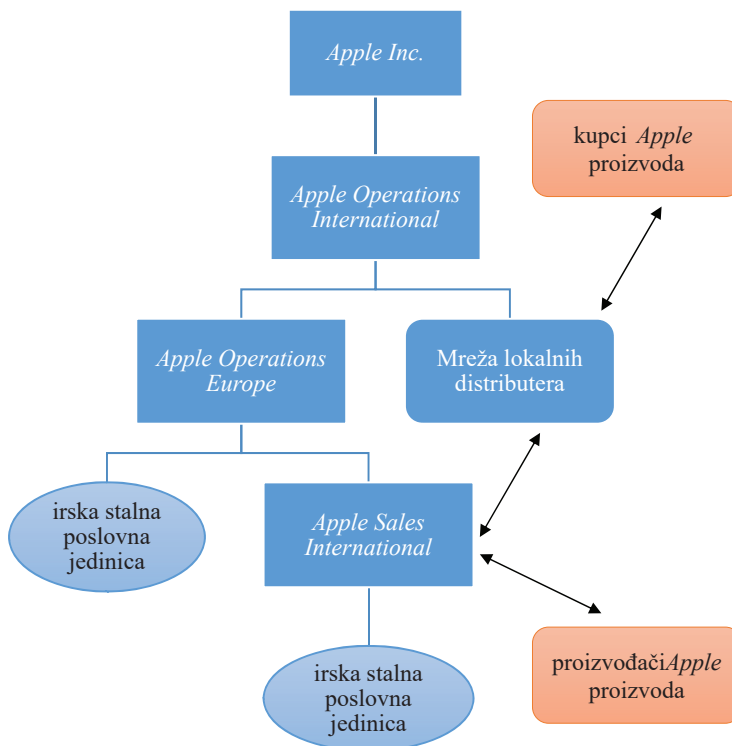 Apple Inc.
kupci Apple
proizvoda
Apple Operations
International
Apple Operations
Europe
Mreža lokalnih
distributera
irska stalna
poslovna
jedinica
Apple Sales
International
irska stalna
poslovna
jedinica
proizvođačiApple
proizvoda